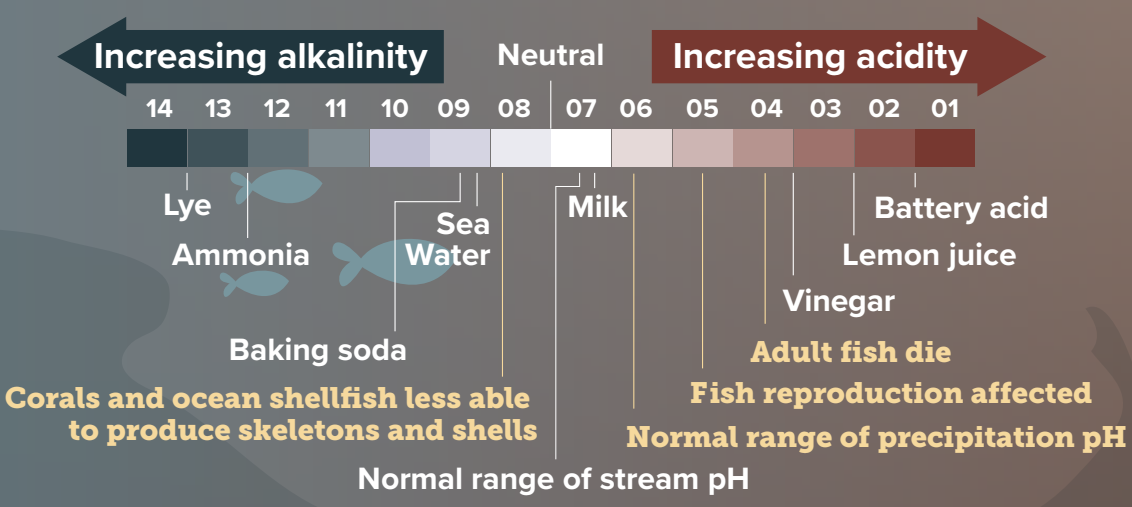 Increasing alkalinity
Neutral
Increasing acidity
14 13 12 11 10 09 08 07 06 05 04 03 02 01
Lye
Milk
Battery acid
Sea
Water
Ammonia
Lemon juice
Vinegar
Baking soda
Adult fish die
Corals and ocean shellfish less able
to produce skeletons and shells
Fish reproduction affected
Normal range of precipitation pH
Normal range of stream pH